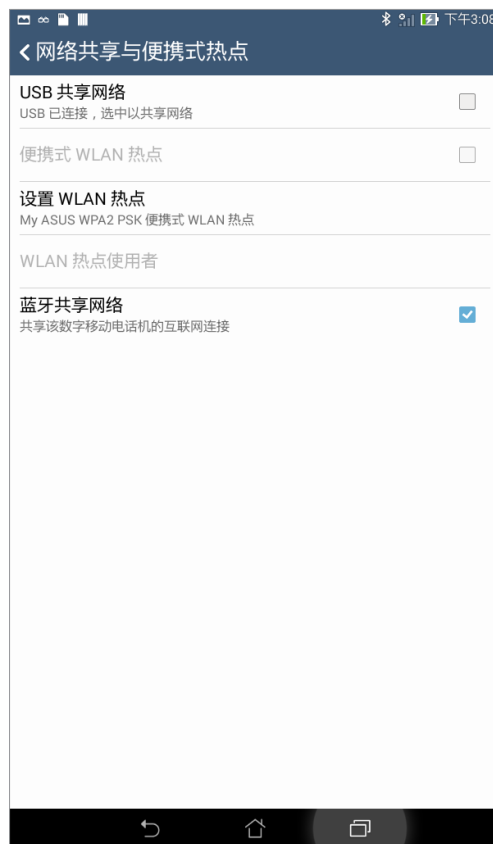 下午3:08
网络共享与便携式热点
USB 共享网络
USB 已连接，选中以共享网络
便携式 WLAN 热点
设置 WLAN 热点
My ASUS WPA2 PSK 便携式 WLAN 热点
WLAN 热点使用者
蓝牙共享网络
共享该数字移动电话机的互联网连接